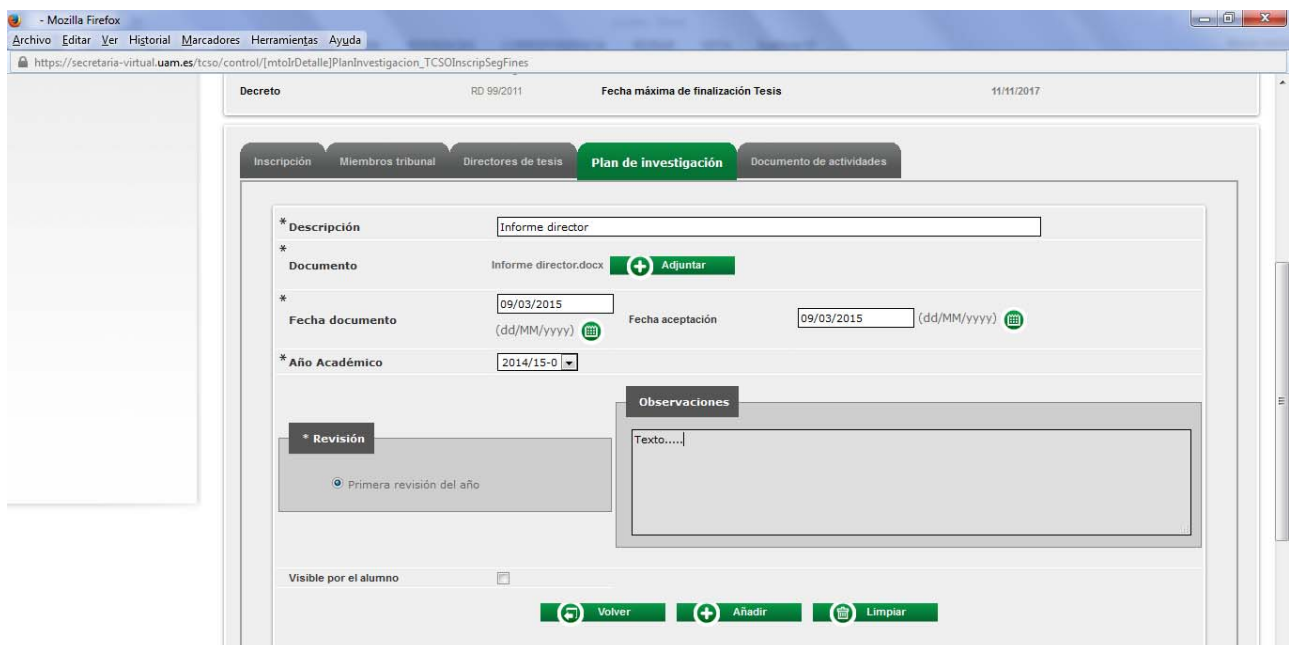 - Mozilla Firefox
Archivo Editar Ver Historial Marcadores Herramientas Ayuda
https://secretaria-virtual.uam.es/tcso/control/[mtoIrDetalle]PlanInvestigacion_TCSOInscripSegFines
Decreto RD 99/2011 Fecha máxima de finalización Tesis 11/11/2017
Inscripción Miembros tribunal Directores de tesis Plan de investigación Documento de actividades
* Descripción Informe director
*
Documento Informe director.docx Adjuntar
*
Fecha documento 09/03/2015 (dd/MM/yyyy) Fecha aceptación 09/03/2015 (dd/MM/yyyy)
* Año Académico 2014/15-0
Observaciones
* Revisión
Texto.....
Primera revisión del año
Visible por el alumno
Volver Añadir Limpiar